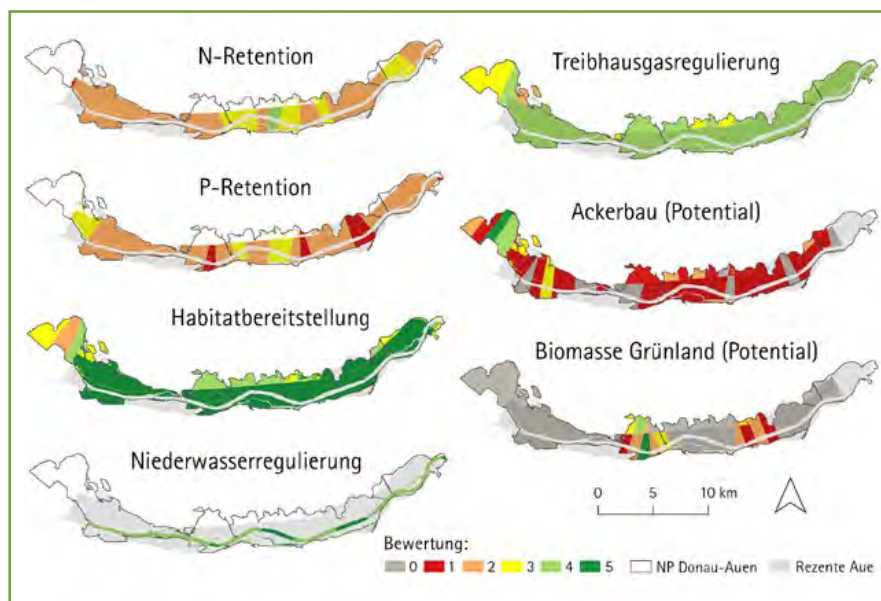 N-Retention
Treibhausgasregulierung
P-Retention
Ackerbau (Potential)
Habitatbereitstellung
Biomasse Grünland (Potential)
Niederwasserregulierung
0 5 10 km
Bewertung:
0 1 2 3 4 5 NP Donau-Auen Rezente Aue